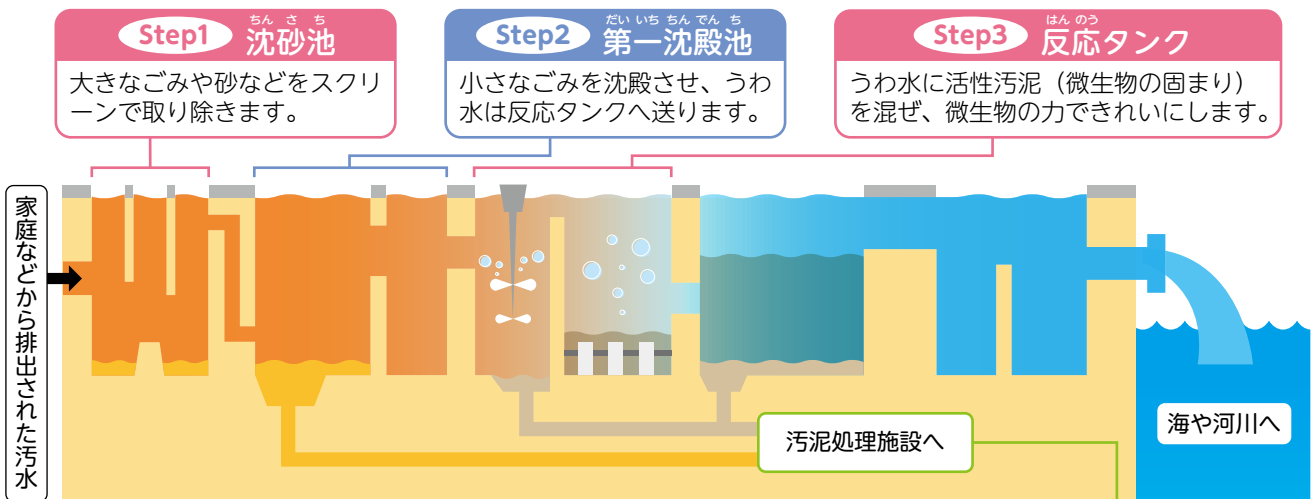 ちんさち
Step1 沈砂池
大きなごみや砂などをスクリ
ーンで取り除きます。
だいいちちんでんち
Step2 第一沈殿池
小さなごみを沈殿させ、うわ
水は反応タンクへ送ります。
はんのう
Step3 反応タンク
うわ水に活性汚泥（微生物の固まり）
を混ぜ、微生物の力できれいにします。
家庭などから排出された汚水
汚泥処理施設へ
海や河川へ